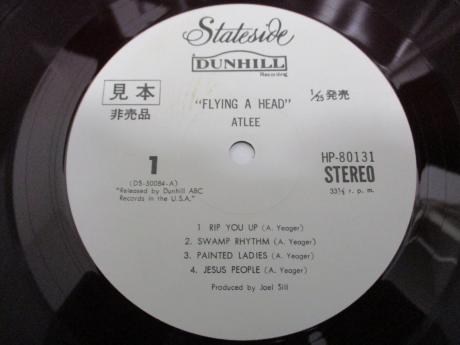 Stateside
DUNHILL
Recording
見本
非売品
"FLYING A HEAD"
ATLEE
1/25 発売
1
(DS-50084-A)
"Released by Dunhill ABC
Records in the U.S.A."
HP-80131
STEREO
33⅓ r. p. m.
1 RIP YOU UP (A. Yeager)
2. SWAMP RHYTHM (A. Yeager)
3. PAINTED LADIES (A. Yeager)
4. JESUS PEOPLE (A. Yeager)
Produced by Joel Sill